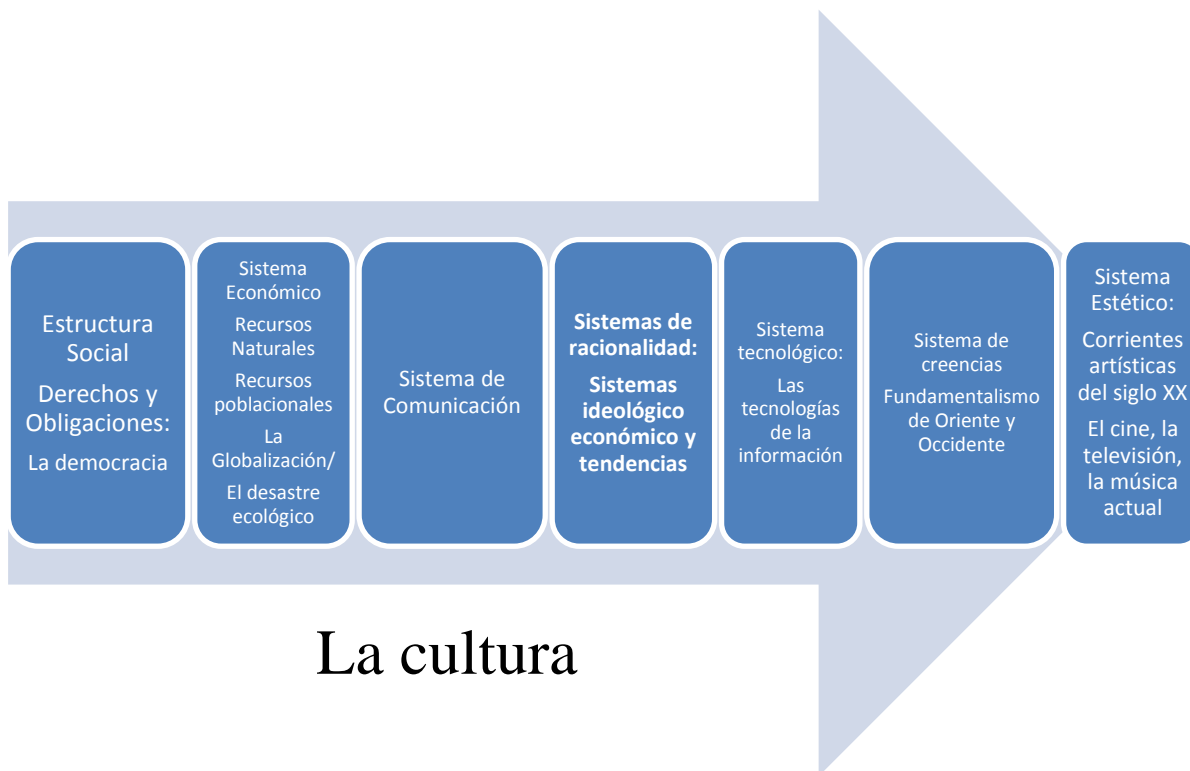 Estructura
Social
Derechos y
Obligaciones:
La democracia
Sistema
Económico
Recursos
Naturales
Recursos
poblacionales
La
Globalización/
El desastre
ecológico
Sistema de
Comunicación
Sistemas de
racionalidad:
Sistemas
ideológico
económico y
tendencias
Sistema
tecnológico:
Las
tecnologías
de la
información
Sistema de
creencias
Fundamentalismo
de Oriente y
Occidente
Sistema
Estético:
Corrientes
artísticas
del siglo XX
El cine, la
televisión,
la música
actual
La cultura